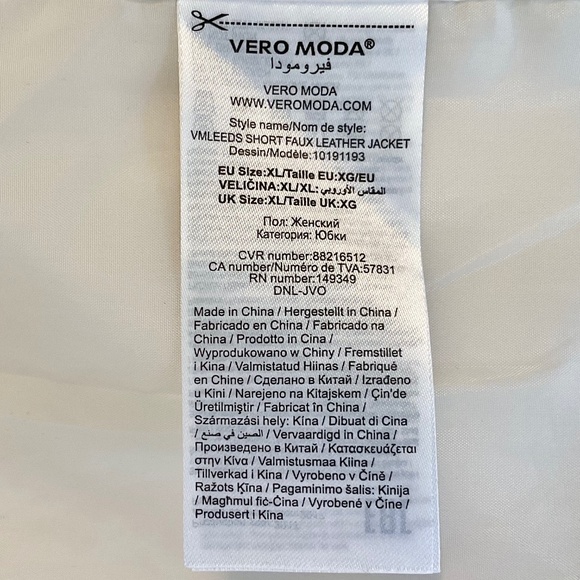 VERO MODA®
فيرومودا
VERO MODA
WWW.VEROMODA.COM
Style name/Nom de style:
VMLEEDS SHORT FAUX LEATHER JACKET
Dessin/Modèle:10191193
EU Size:XL/Taille EU:XG/EU
VELIČINA:XL/XL: المقاس الأوروبي
UK Size:XL/Taille UK:XG
Пол: Женский
Категория: Юбки
CVR number:88216512
CA number/Numéro de TVA:57831
RN number:149349
DNL-JVO
Made in China / Hergestellt in China /
Fabricado en China / Fabricado na
China / Prodotto in Cina /
Wyprodukowano w Chiny / Fremstillet
i Kina / Valmistatud Hiinas / Fabriqué
en Chine / Сделано в Китай / Izrađeno
u Kini / Narejeno na Kitajskem / Çin'de
Üretilmiştir / Fabricat în China /
Származási hely: Kína / Dibuat di Cina
/ الصين في صنع / Vervaardigd in China /
Произведено в Китай / Κατασκευάζεται
στην Κίνα / Valmistusmaa Kiina /
Tillverkad i Kina / Vyrobeno v Číně /
Ražots Ķīna / Pagaminimo šalis: Kinija
/ Magħmul fiċ-Ċina / Vyrobené v Číne /
Produsert i Kina